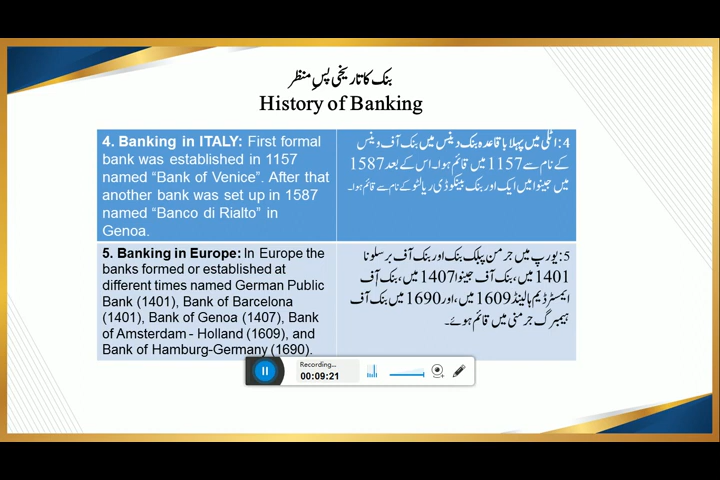 بنک کا تاریخی پسِ منظر
History of Banking
4. Banking in ITALY: First formal
bank was established in 1157
named “Bank of Venice”. After that
another bank was set up in 1587
named “Banco di Rialto” in
Genoa.
4: اٹلی میں پہلا باقاعدہ بنک وینس میں بنک آف وینس
کے نام سے 1157 میں قائم ہوا۔ اس کے بعد 1587
میں جینوا میں ایک اور بنک بینکو ڈی ریالٹو کے نام سے قائم ہوا۔
5. Banking in Europe: In Europe the
banks formed or established at
different times named German Public
Bank (1401), Bank of Barcelona
(1401), Bank of Genoa (1407), Bank
of Amsterdam - Holland (1609), and
Bank of Hamburg-Germany (1690).
5: یورپ میں جرمن پبلک بنک اور بنک آف برسلونا
1401 میں، بنک آف جینوا 1407 میں، بنک آف
ایمسٹرڈیم ہالینڈ 1609 میں، اور 1690 میں بنک آف
ہیمبرگ جرمنی میں قائم ہوئے۔
Recording...
00:09:21